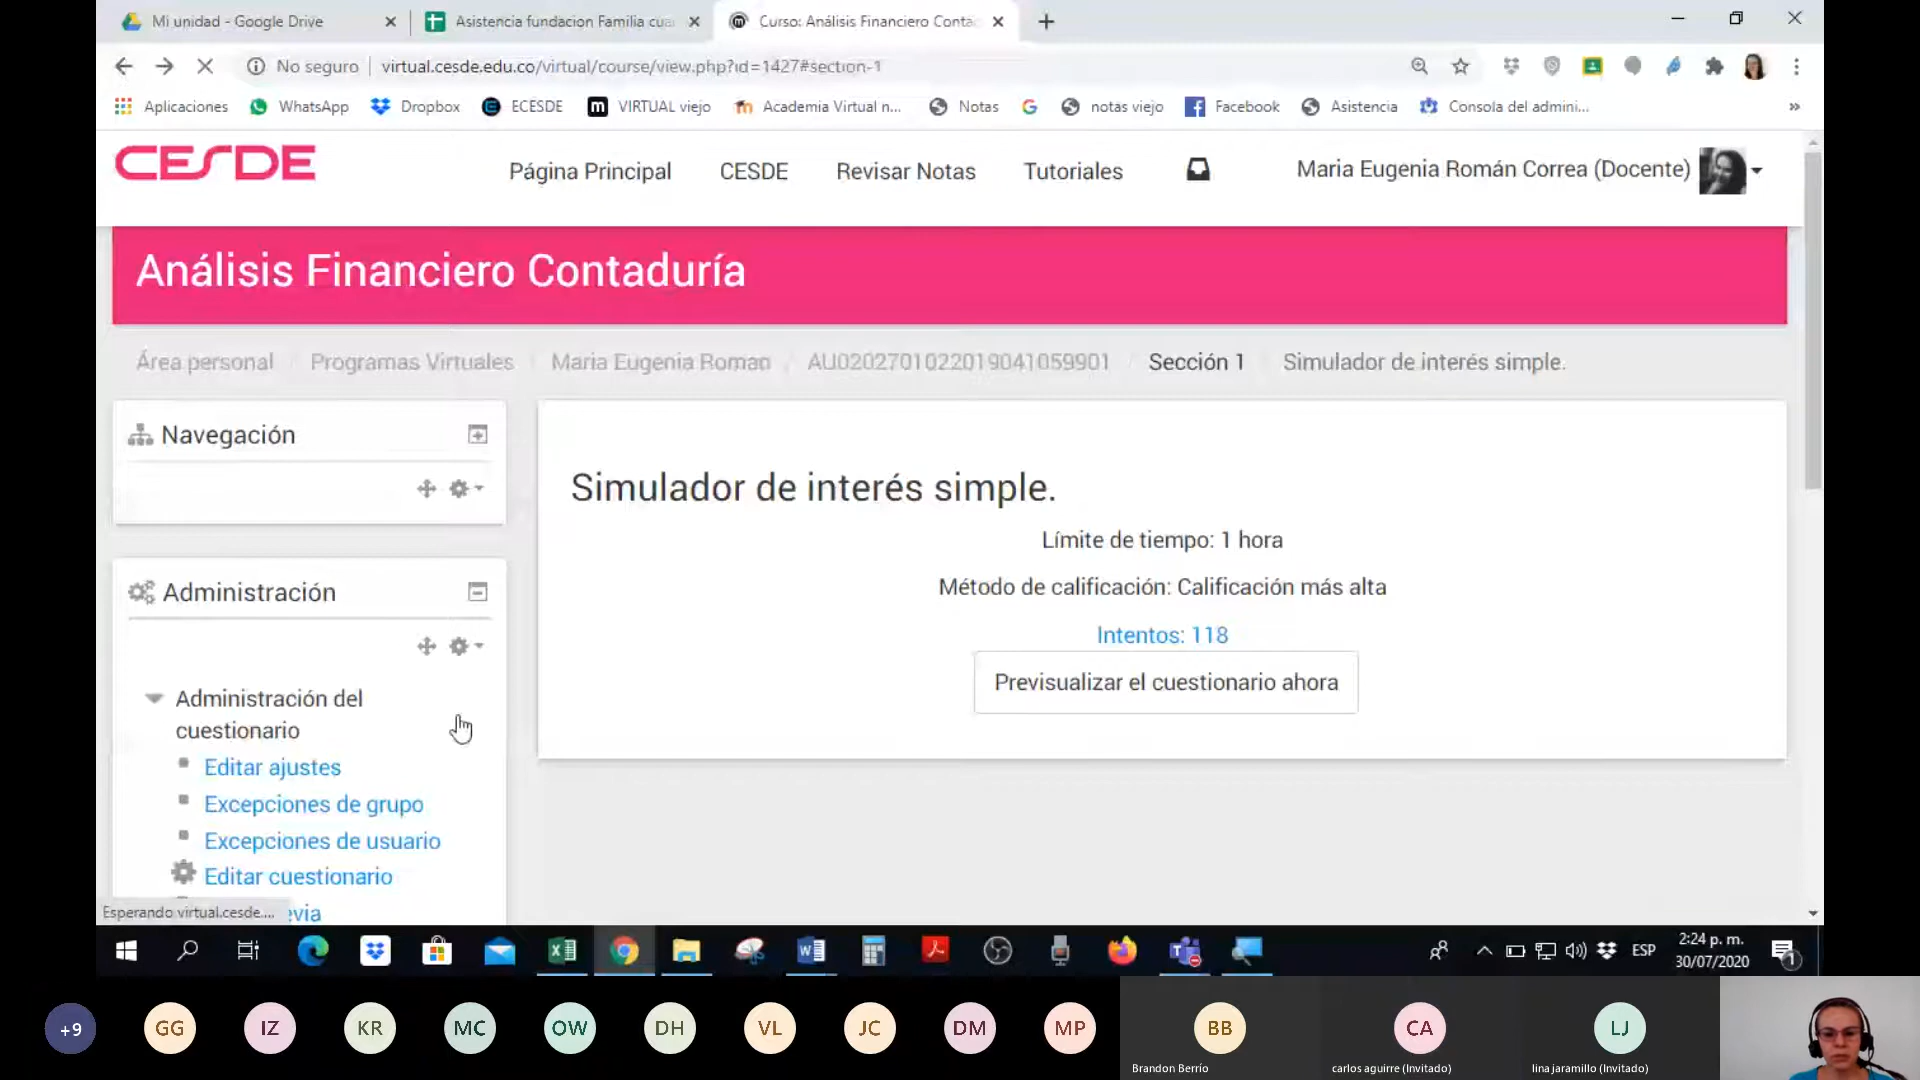 Mi unidad - Google Drive
Asistencia fundacion Familia cua
Curso: Análisis Financiero Conta
No seguro
virtual.cesde.edu.co/virtual/course/view.php?id=1427#section-1
Aplicaciones
WhatsApp
Dropbox
ECESDE
VIRTUAL viejo
Academia Virtual n...
Notas
notas viejo
Facebook
Asistencia
Consola del admini...
»
CESDE
Página Principal
CESDE
Revisar Notas
Tutoriales
Maria Eugenia Román Correa (Docente)
Análisis Financiero Contaduría
Área personal / Programas Virtuales / Maria Eugenia Roman / AU0202701022019041059901 / Sección 1 / Simulador de interés simple.
Navegación
Administración
Administración del
cuestionario
Editar ajustes
Excepciones de grupo
Excepciones de usuario
Editar cuestionario
evia
Esperando virtual.cesde....
Simulador de interés simple.
Límite de tiempo: 1 hora
Método de calificación: Calificación más alta
Intentos: 118
Previsualizar el cuestionario ahora
ESP
2:24 p. m.
30/07/2020
1
+9
GG
IZ
KR
MC
OW
DH
VL
JC
DM
MP
BB
Brandon Berrío
CA
carlos aguirre (Invitado)
LJ
lina jaramillo (Invitado)